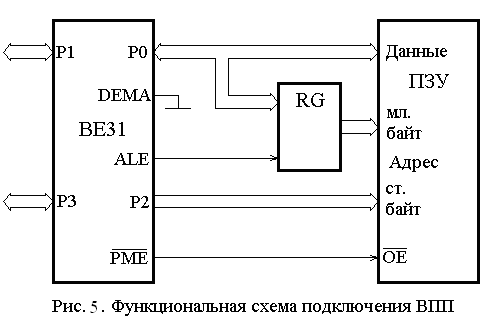 P1 P0 Данные
ПЗУ
DEMA RG
мл.
BE31 байт
ALE Адрес
ст.
P3 P2 байт
PME OE
Рис. 5. Функциональная схема подключения ВПП